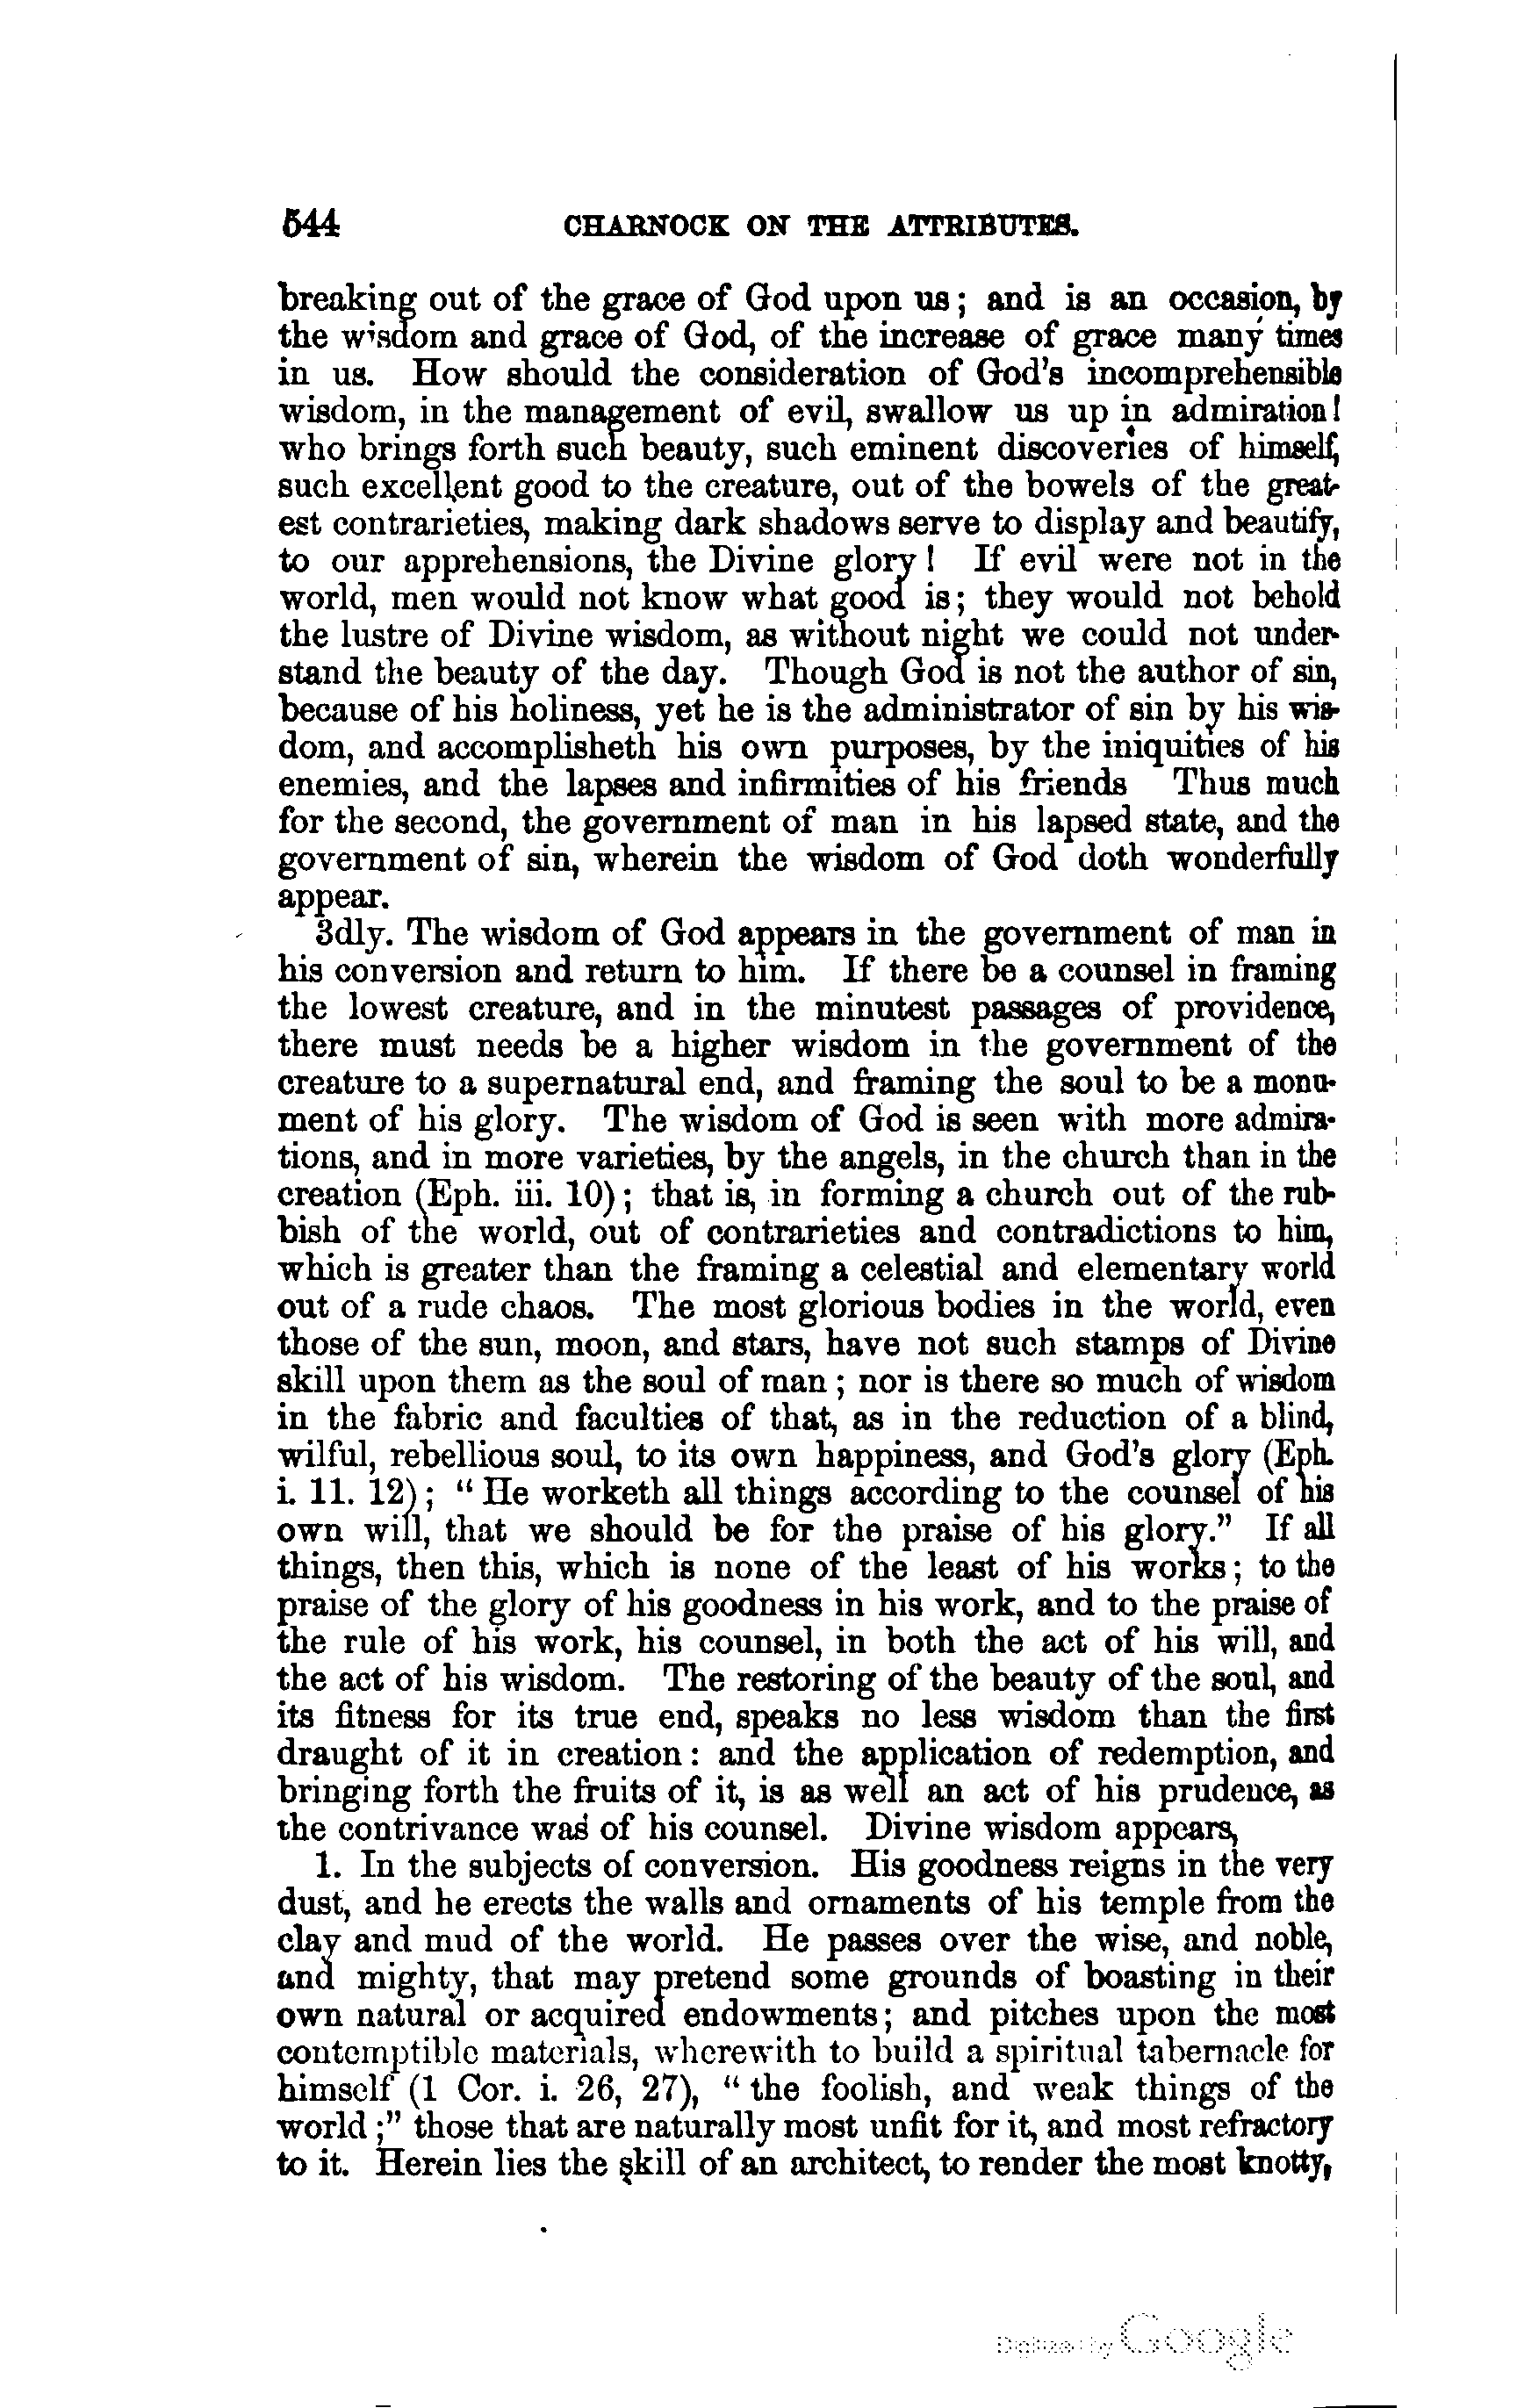 544 CHARNOCK ON THE ATTRIBUTES.
breaking out of the grace of God upon us; and is an occasion, by
the wisdom and grace of God, of the increase of grace many times
in us. How should the consideration of God's incomprehensible
wisdom, in the management of evil, swallow us up in admiration!
who brings forth such beauty, such eminent discoveries of himself,
such excellent good to the creature, out of the bowels of the great-
est contrarieties, making dark shadows serve to display and beautify,
to our apprehensions, the Divine glory! If evil were not in the
world, men would not know what good is; they would not behold
the lustre of Divine wisdom, as without night we could not under-
stand the beauty of the day. Though God is not the author of sin,
because of his holiness, yet he is the administrator of sin by his wis-
dom, and accomplisheth his own purposes, by the iniquities of his
enemies, and the lapses and infirmities of his friends Thus much
for the second, the government of man in his lapsed state, and the
government of sin, wherein the wisdom of God doth wonderfully
appear.
3dly. The wisdom of God appears in the government of man in
his conversion and return to him. If there be a counsel in framing
the lowest creature, and in the minutest passages of providence,
there must needs be a higher wisdom in the government of the
creature to a supernatural end, and framing the soul to be a monu-
ment of his glory. The wisdom of God is seen with more admira-
tions, and in more varieties, by the angels, in the church than in the
creation (Eph. iii. 10); that is, in forming a church out of the rub-
bish of the world, out of contrarieties and contradictions to him,
which is greater than the framing a celestial and elementary world
out of a rude chaos. The most glorious bodies in the world, even
those of the sun, moon, and stars, have not such stamps of Divine
skill upon them as the soul of man; nor is there so much of wisdom
in the fabric and faculties of that, as in the reduction of a blind,
wilful, rebellious soul, to its own happiness, and God's glory (Eph.
i. 11. 12); "He worketh all things according to the counsel of his
own will, that we should be for the praise of his glory." If all
things, then this, which is none of the least of his works; to the
praise of the glory of his goodness in his work, and to the praise of
the rule of his work, his counsel, in both the act of his will, and
the act of his wisdom. The restoring of the beauty of the soul, and
its fitness for its true end, speaks no less wisdom than the first
draught of it in creation: and the application of redemption, and
bringing forth the fruits of it, is as well an act of his prudence, as
the contrivance was of his counsel. Divine wisdom appears,
1. In the subjects of conversion. His goodness reigns in the very
dust, and he erects the walls and ornaments of his temple from the
clay and mud of the world. He passes over the wise, and noble,
and mighty, that may pretend some grounds of boasting in their
own natural or acquired endowments; and pitches upon the most
contemptible materials, wherewith to build a spiritual tabernacle for
himself (1 Cor. i. 26, 27), "the foolish, and weak things of the
world;" those that are naturally most unfit for it, and most refractory
to it. Herein lies the skill of an architect, to render the most knotty,
Digitized by Google